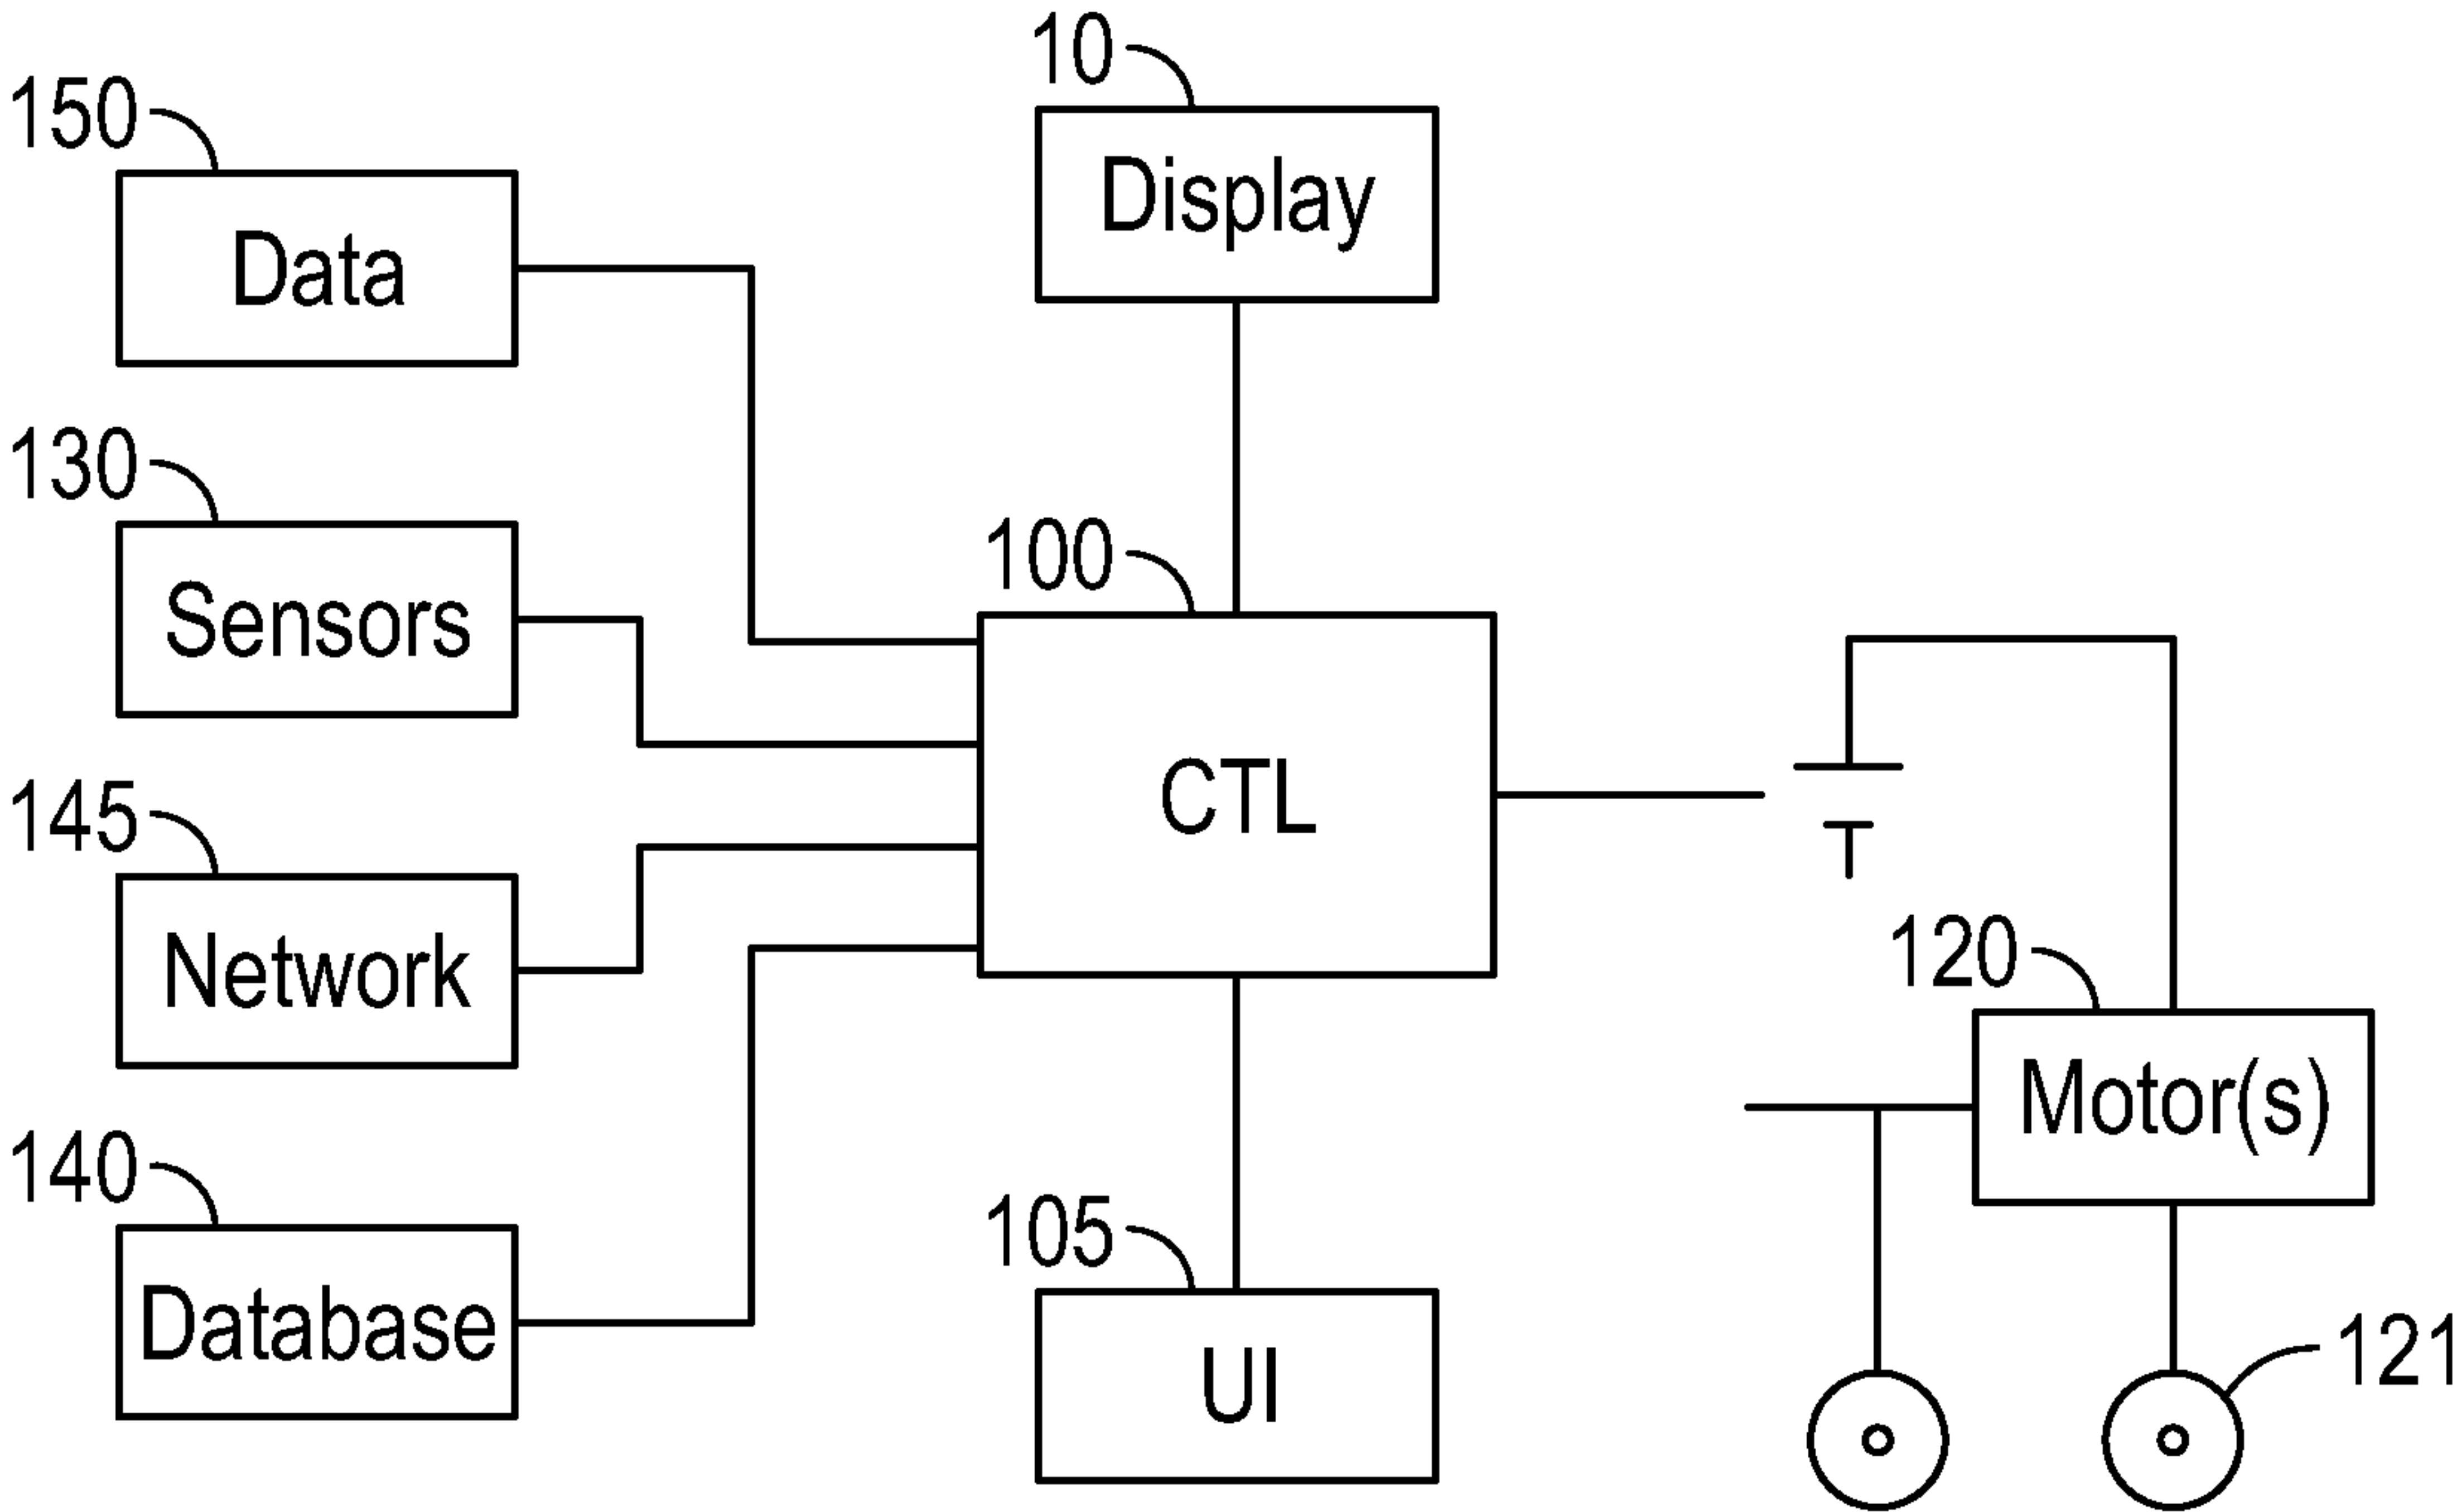 10
150
Display
Data
130
100
Sensors
CTL
145
120
Network
Motor(s)
140
105
121
Database
UI